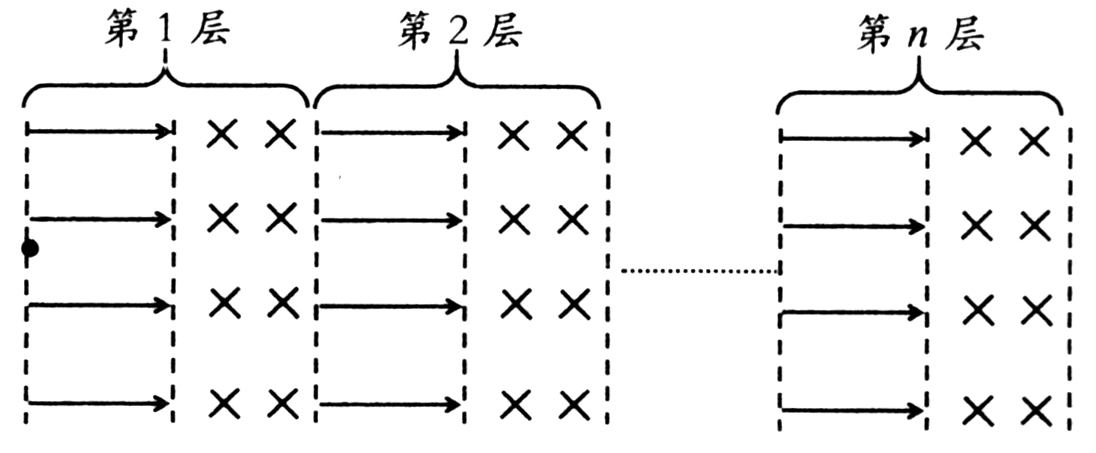 第 1 层
第 2 层
第 n 层